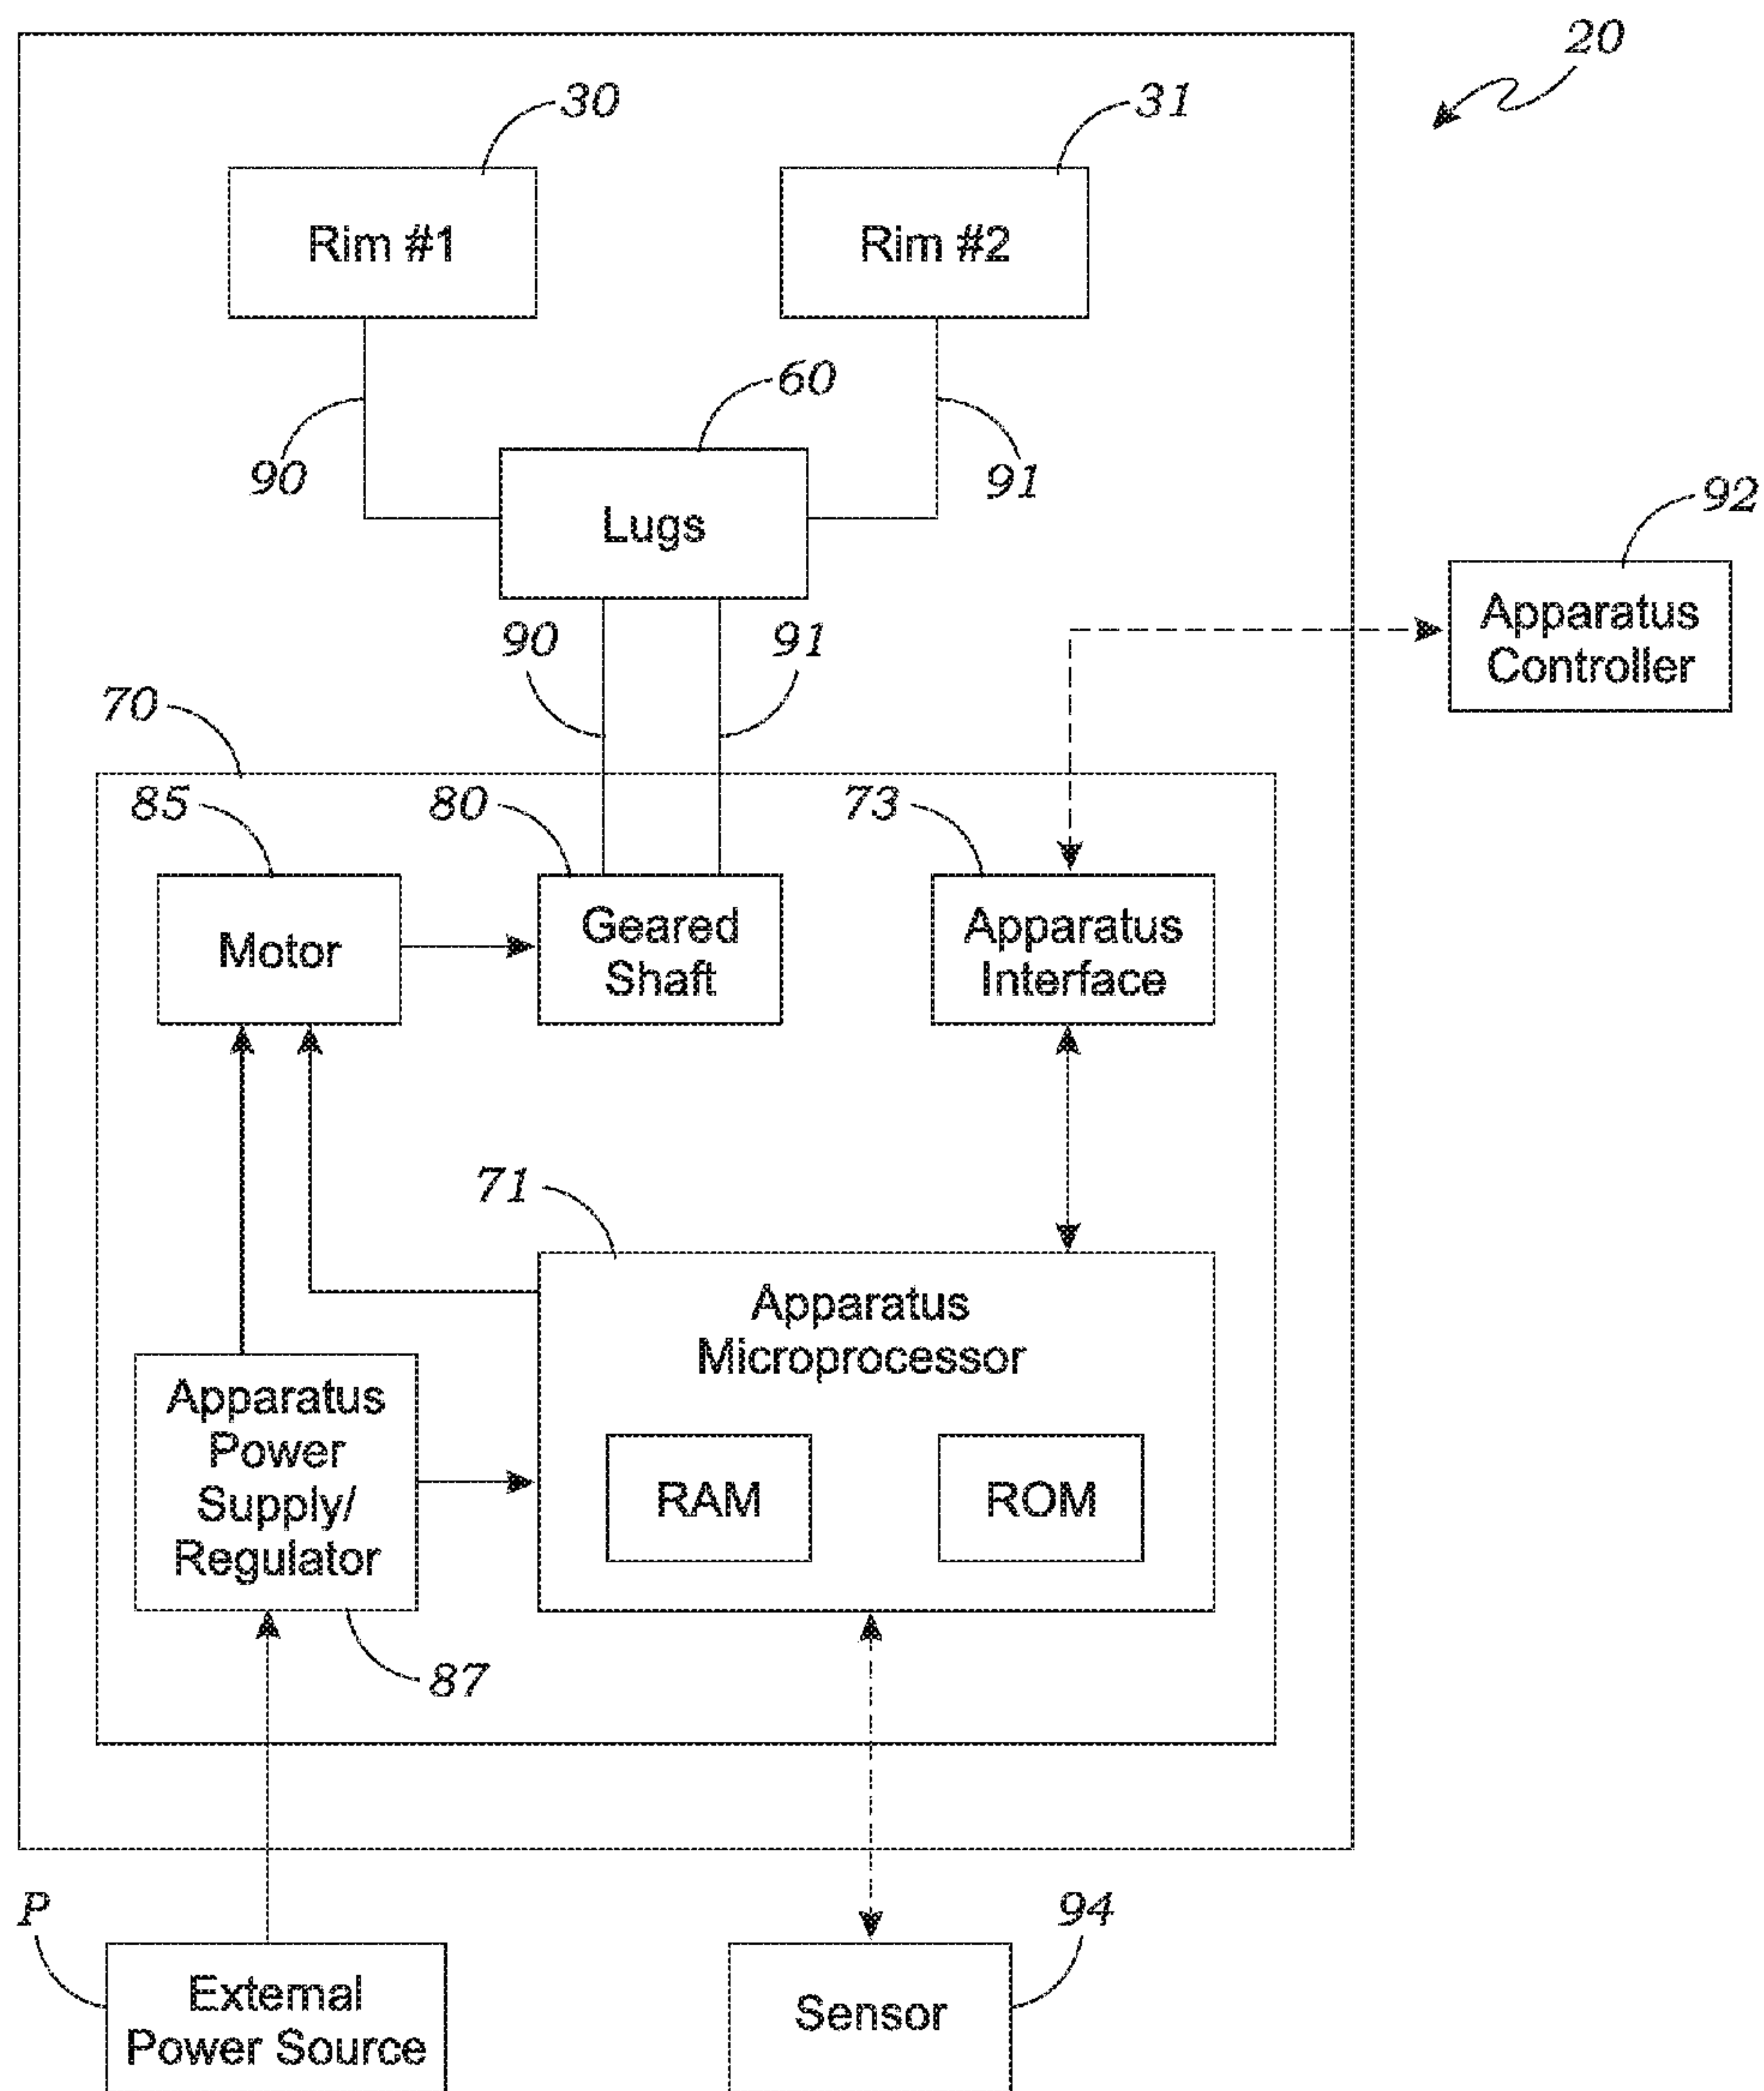 20
30
31
Rim #1
Rim #2
60
90
Lugs
91
92
Apparatus
Controller
90
91
70
85
80
73
Motor
Geared
Shaft
Apparatus
Interface
71
Apparatus
Microprocessor
Apparatus
Power
Supply/
Regulator
RAM
ROM
87
P
94
External
Power Source
Sensor